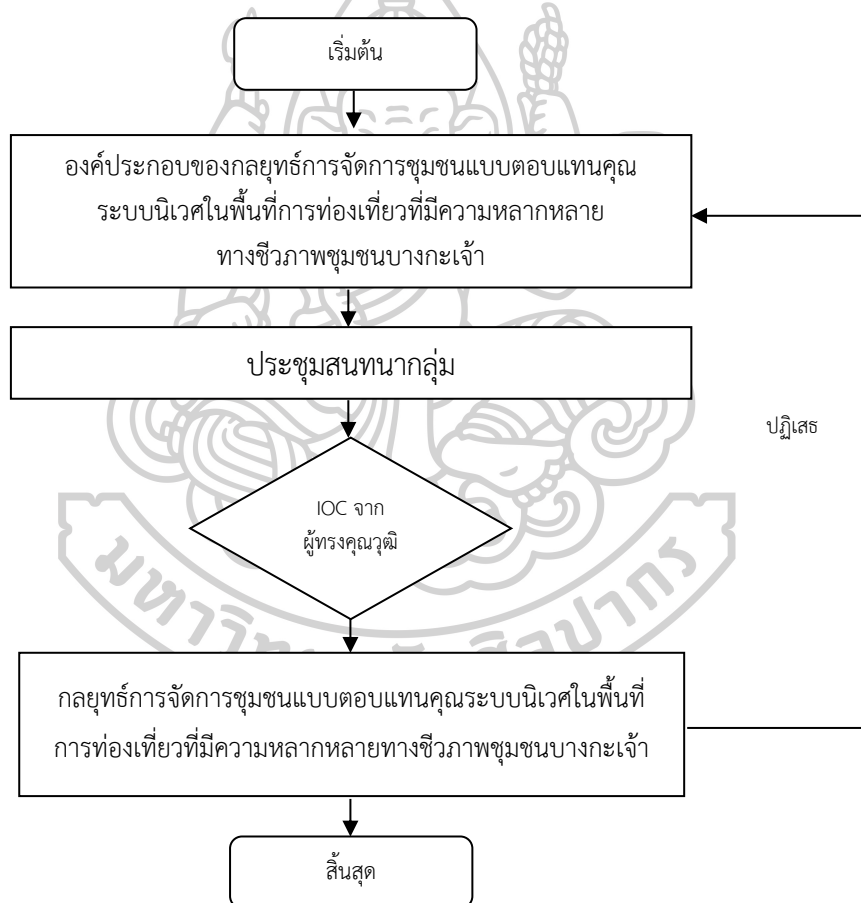 เริ่มต้น
องค์ประกอบของกลยุทธ์การจัดการชุมชนแบบตอบแทนคุณ
ระบบนิเวศในพื้นที่การท่องเที่ยวที่มีความหลากหลาย
ทางชีวภาพชุมชนบางกะเจ้า
ประชุมสนทนากลุ่ม
ปฏิเสธ
IOC จาก
ผู้ทรงคุณวุฒิ
กลยุทธ์การจัดการชุมชนแบบตอบแทนคุณระบบนิเวศในพื้นที่
การท่องเที่ยวที่มีความหลากหลายทางชีวภาพชุมชนบางกะเจ้า
สิ้นสุด